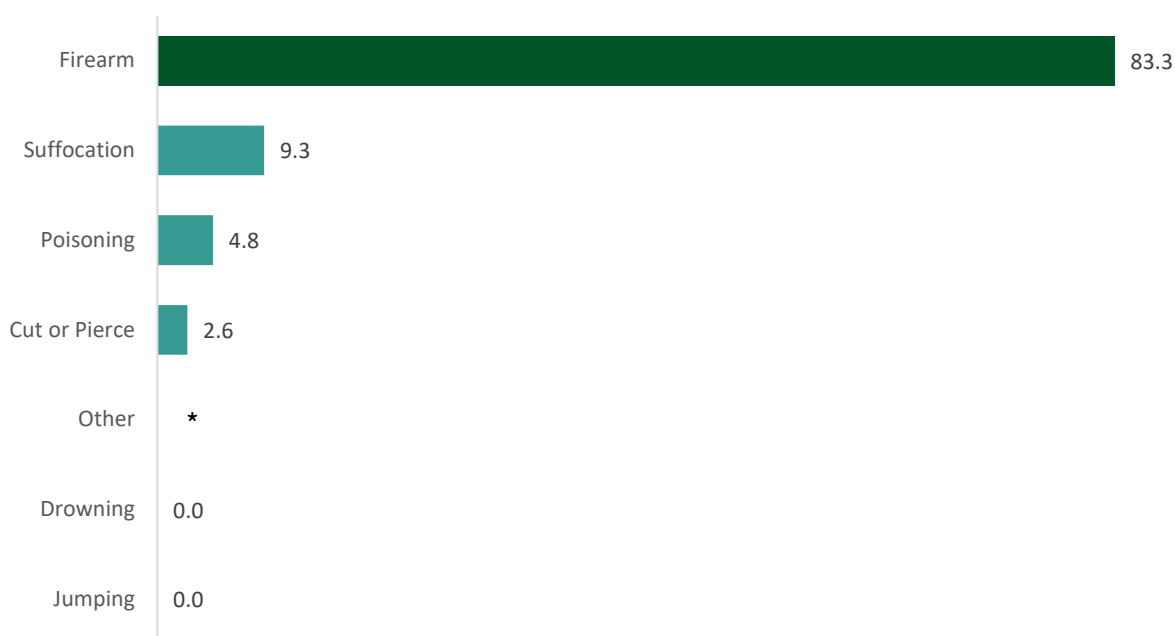 Firearm 83.3
Suffocation 9.3
Poisoning 4.8
Cut or Pierce 2.6
Other *
Drowning 0.0
Jumping 0.0